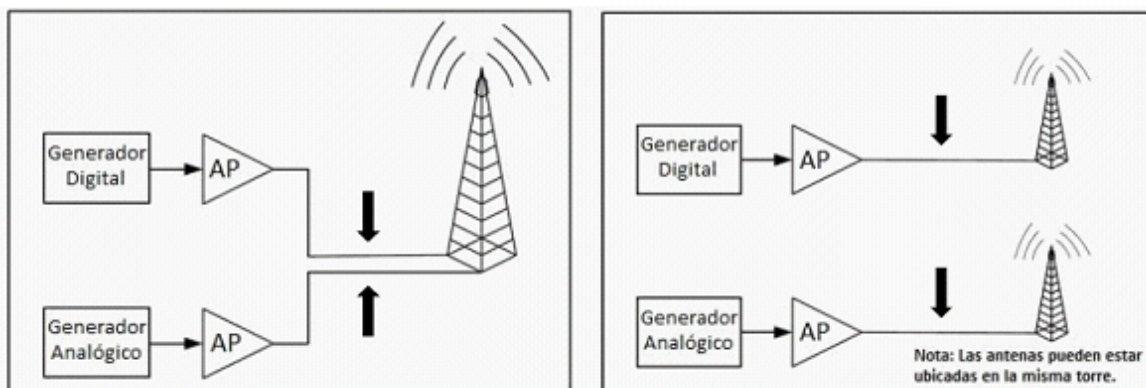 Generador
Digital
AP
Generador
Analógico
AP
Generador
Digital
AP
Generador
Analógico
AP
Nota: Las antenas pueden estar
ubicadas en la misma torre.